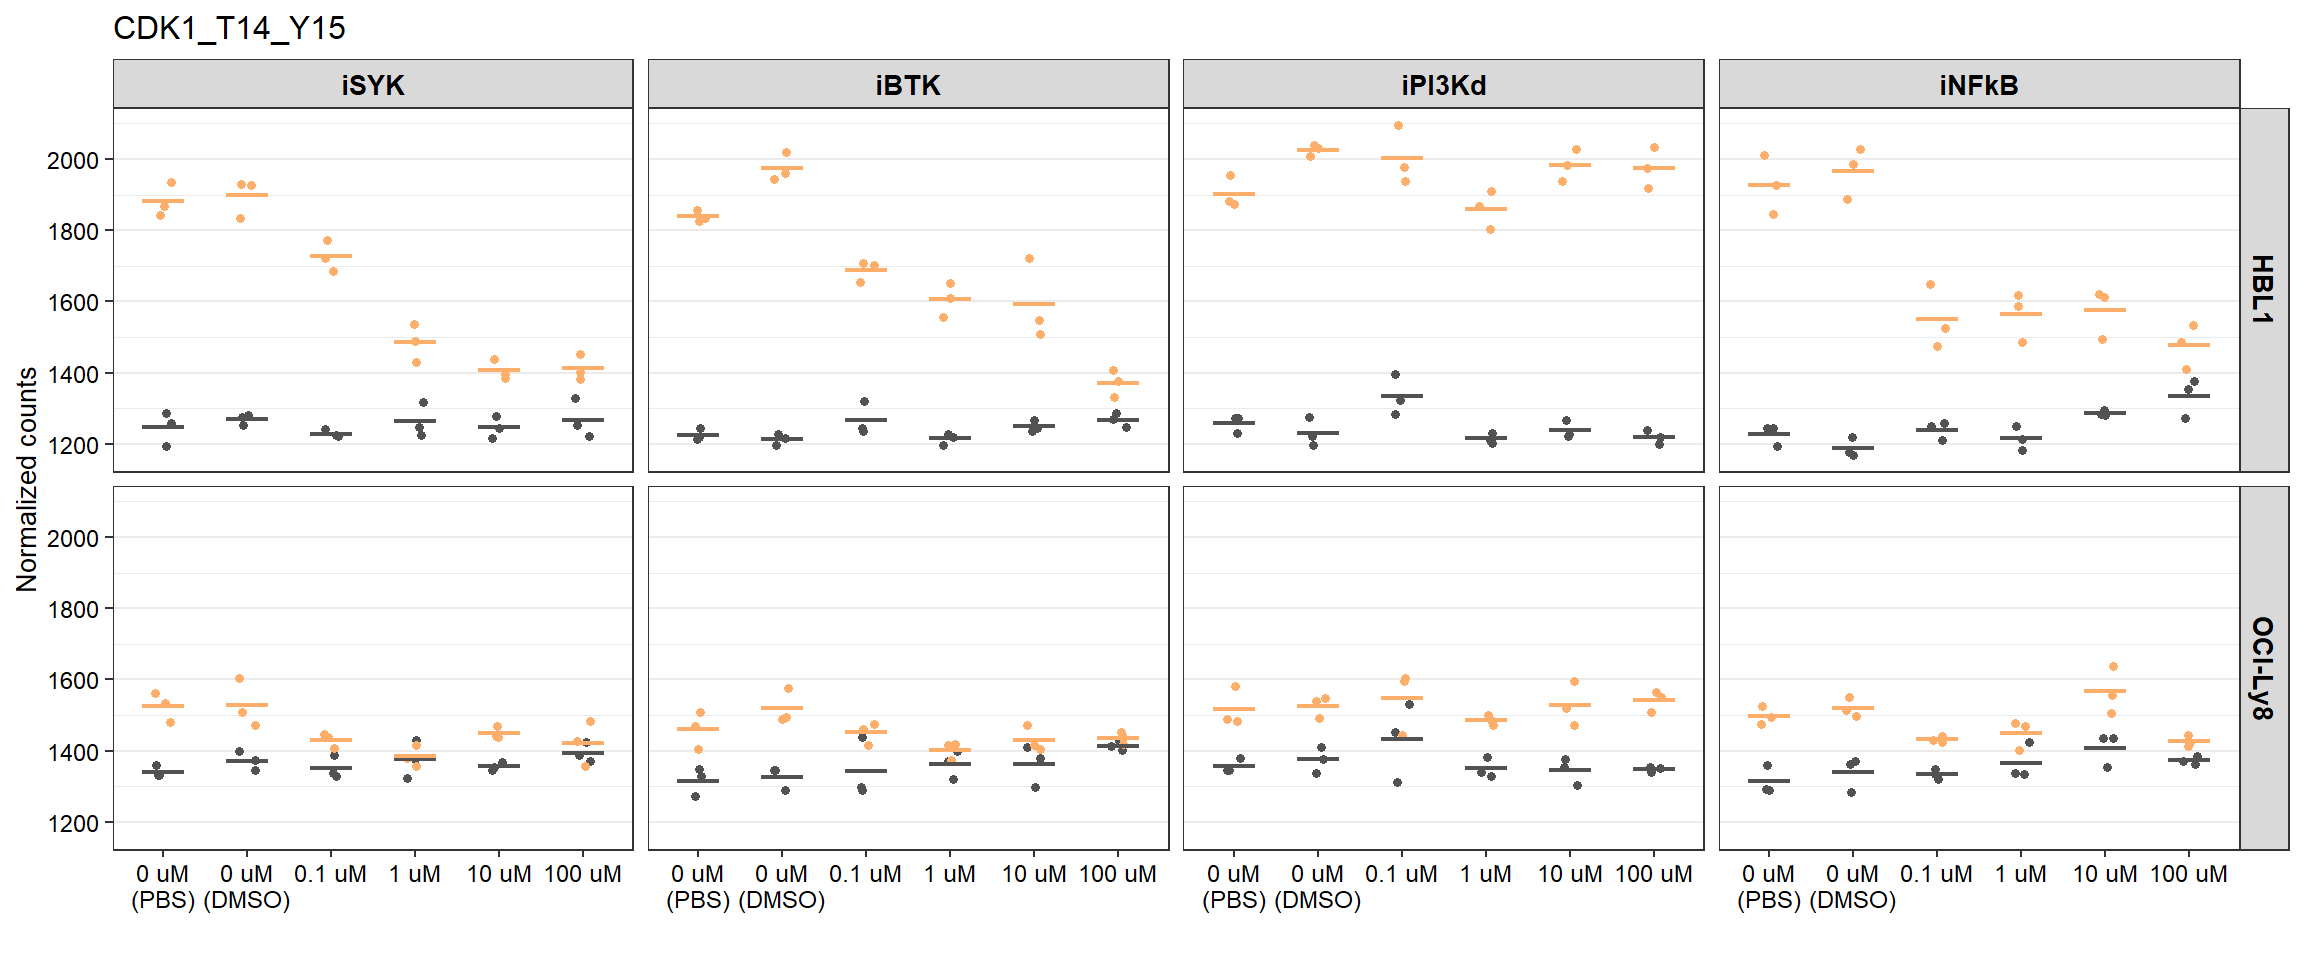 CDK1_T14_Y15
iSYK
iBTK
iPI3Kd
iNFkB
Normalized counts
2000
1800
1600
1400
1200
HBL1
2000
1800
1600
1400
1200
OCI-Ly8
0 uM 0 uM 0.1 uM 1 uM 10 uM 100 uM
(PBS) (DMSO)
0 uM 0 uM 0.1 uM 1 uM 10 uM 100 uM
(PBS) (DMSO)
0 uM 0 uM 0.1 uM 1 uM 10 uM 100 uM
(PBS) (DMSO)
0 uM 0 uM 0.1 uM 1 uM 10 uM 100 uM
(PBS) (DMSO)